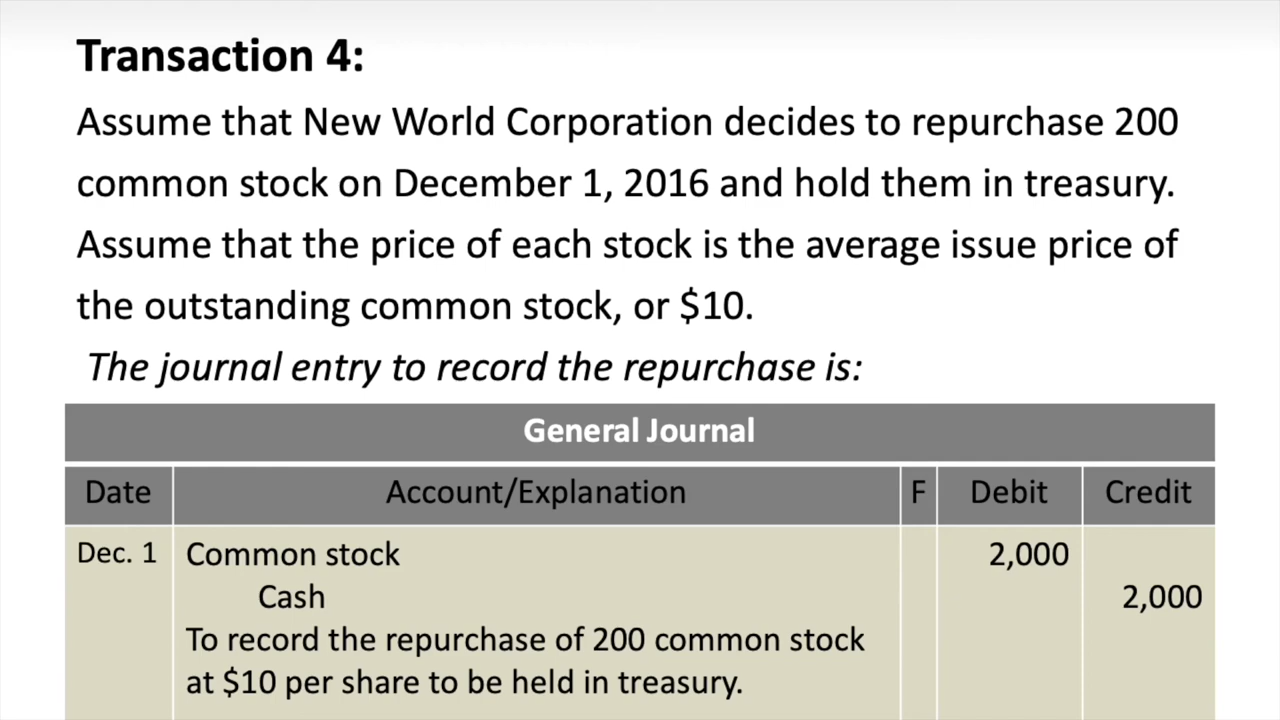 Transaction 4:
Assume that New World Corporation decides to repurchase 200
common stock on December 1, 2016 and hold them in treasury.
Assume that the price of each stock is the average issue price of
the outstanding common stock, or $10.
The journal entry to record the repurchase is:
General Journal
Date Account/Explanation F Debit Credit
Dec. 1 Common stock 2,000
Cash 2,000
To record the repurchase of 200 common stock
at $10 per share to be held in treasury.